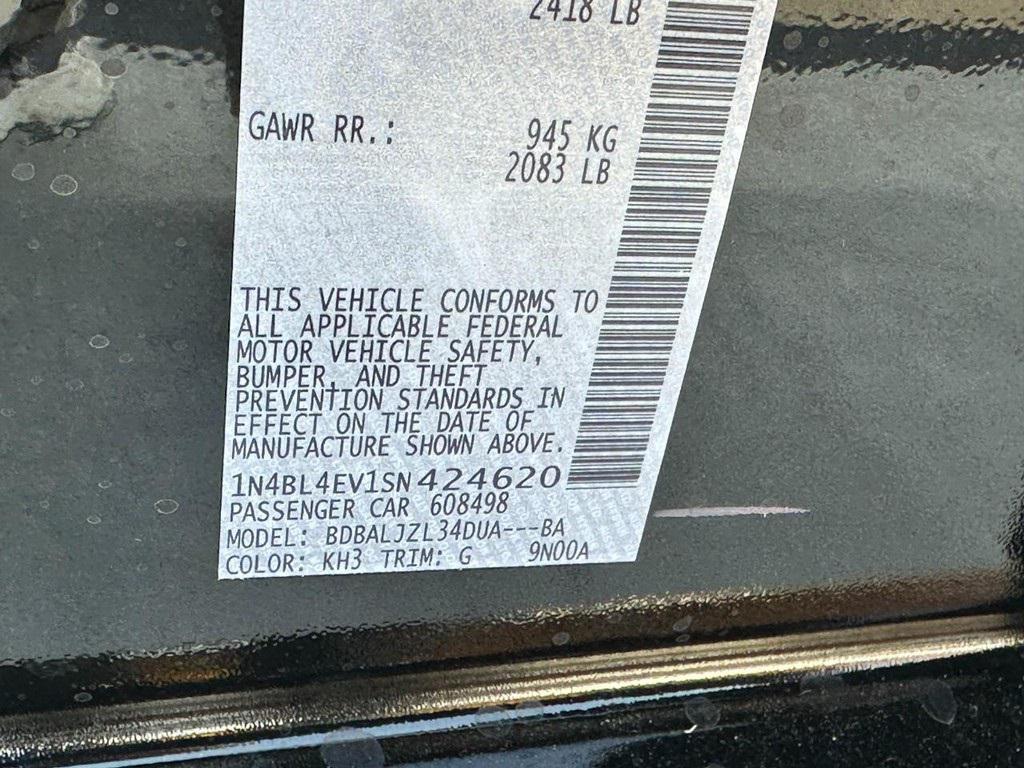 2418 LB
GAWR RR.: 945 KG
2083 LB
THIS VEHICLE CONFORMS TO
ALL APPLICABLE FEDERAL
MOTOR VEHICLE SAFETY,
BUMPER, AND THEFT
PREVENTION STANDARDS IN
EFFECT ON THE DATE OF
MANUFACTURE SHOWN ABOVE.
1N4BL4EV1SN424620
PASSENGER CAR 608498
MODEL: BDBALJZL34DUA---BA
COLOR: KH3 TRIM: G 9N00A